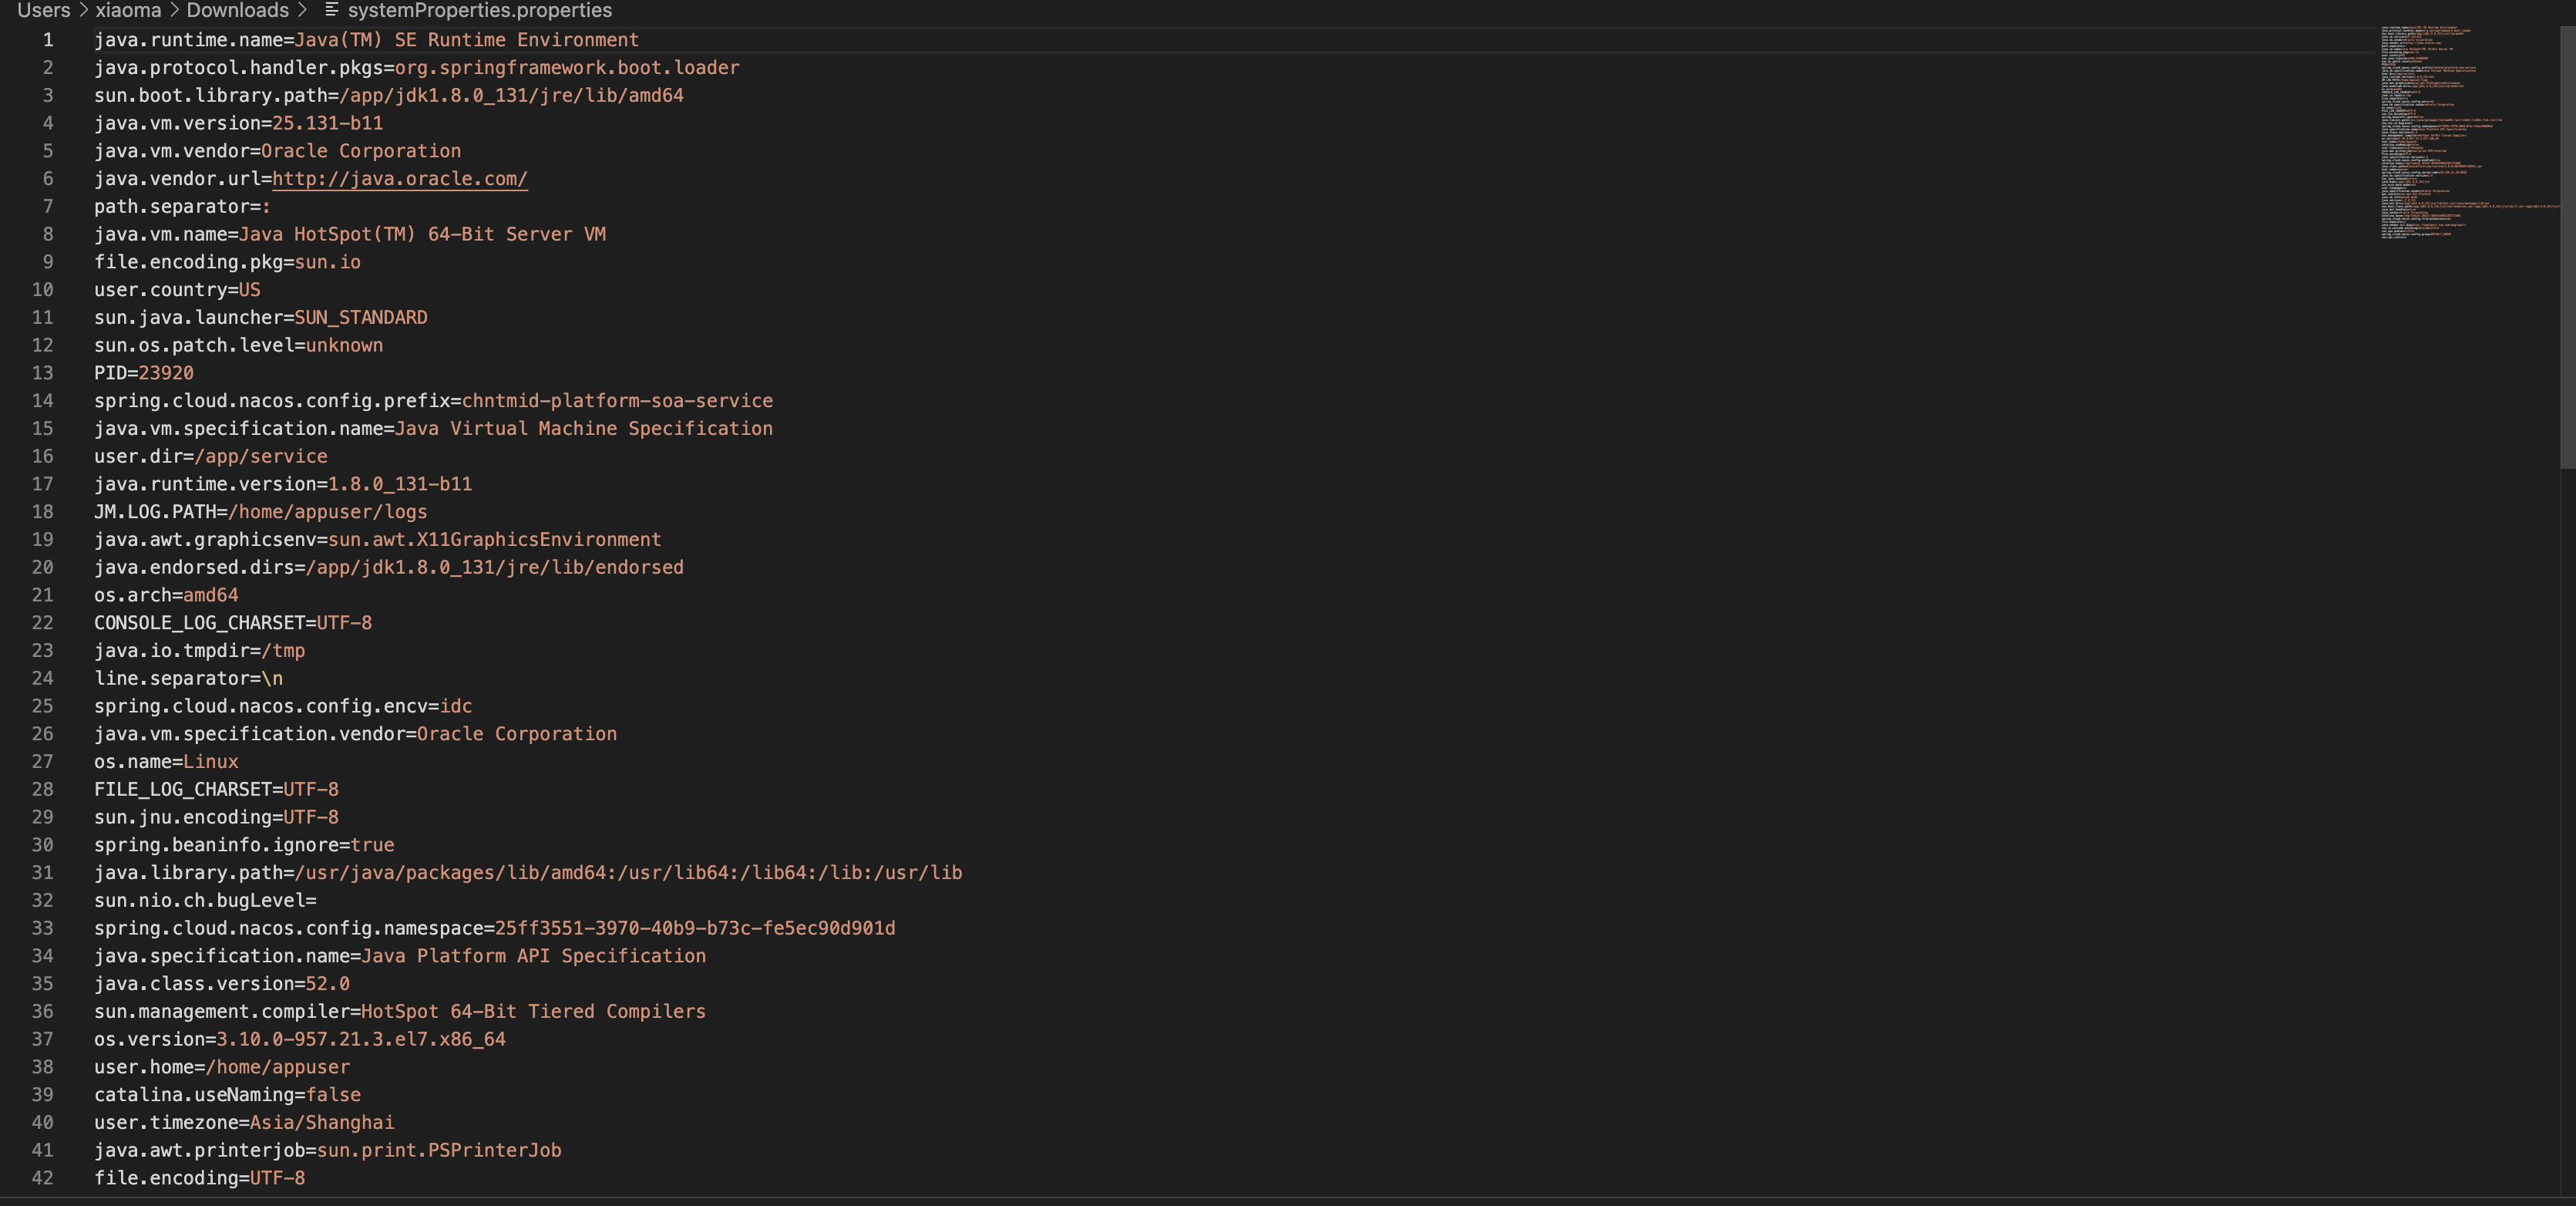 Users > xiaoma > Downloads > systemProperties.properties
1 java.runtime.name=Java(TM) SE Runtime Environment
2 java.protocol.handler.pkgs=org.springframework.boot.loader
3 sun.boot.library.path=/app/jdk1.8.0_131/jre/lib/amd64
4 java.vm.version=25.131-b11
5 java.vm.vendor=Oracle Corporation
6 java.vendor.url=http://java.oracle.com/
7 path.separator=:
8 java.vm.name=Java HotSpot(TM) 64-Bit Server VM
9 file.encoding.pkg=sun.io
10 user.country=US
11 sun.java.launcher=SUN_STANDARD
12 sun.os.patch.level=unknown
13 PID=23920
14 spring.cloud.nacos.config.prefix=chntmid-platform-soa-service
15 java.vm.specification.name=Java Virtual Machine Specification
16 user.dir=/app/service
17 java.runtime.version=1.8.0_131-b11
18 JM.LOG.PATH=/home/appuser/logs
19 java.awt.graphicsenv=sun.awt.X11GraphicsEnvironment
20 java.endorsed.dirs=/app/jdk1.8.0_131/jre/lib/endorsed
21 os.arch=amd64
22 CONSOLE_LOG_CHARSET=UTF-8
23 java.io.tmpdir=/tmp
24 line.separator=\n
25 spring.cloud.nacos.config.encv=idc
26 java.vm.specification.vendor=Oracle Corporation
27 os.name=Linux
28 FILE_LOG_CHARSET=UTF-8
29 sun.jnu.encoding=UTF-8
30 spring.beaninfo.ignore=true
31 java.library.path=/usr/java/packages/lib/amd64:/usr/lib64:/lib64:/lib:/usr/lib
32 sun.nio.ch.bugLevel=
33 spring.cloud.nacos.config.namespace=25ff3551-3970-40b9-b73c-fe5ec90d901d
34 java.specification.name=Java Platform API Specification
35 java.class.version=52.0
36 sun.management.compiler=HotSpot 64-Bit Tiered Compilers
37 os.version=3.10.0-957.21.3.el7.x86_64
38 user.home=/home/appuser
39 catalina.useNaming=false
40 user.timezone=Asia/Shanghai
41 java.awt.printerjob=sun.print.PSPrinterJob
42 file.encoding=UTF-8